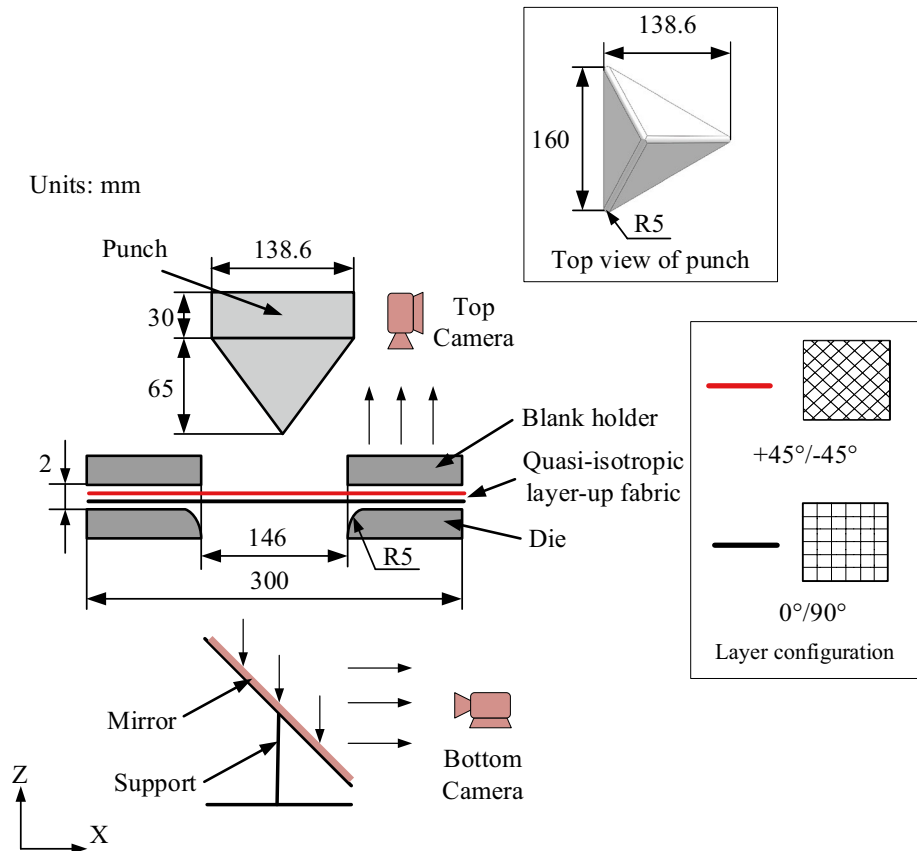 138.6
160
R5
Top view of punch
Units: mm
Punch
138.6
30
65
Top
Camera
Blank holder
2
Quasi-isotropic
layer-up fabric
146
R5
Die
300
+45°/-45°
0°/90°
Layer configuration
Mirror
Support
Bottom
Camera
Z
X